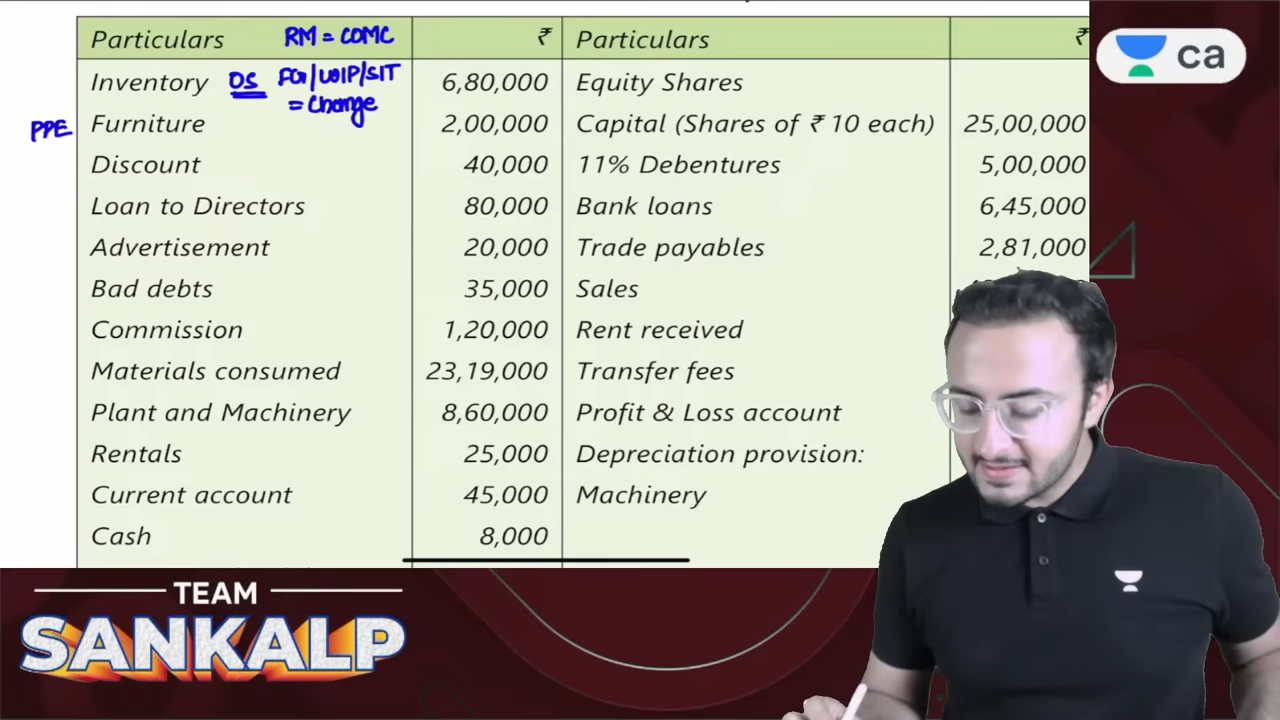 Particulars RM = COMC ₹ Particulars ₹
Inventory OS FG/WIP/SIT 6,80,000 Equity Shares
= Change
PPE Furniture 2,00,000 Capital (Shares of ₹ 10 each) 25,00,000
Discount 40,000 11% Debentures 5,00,000
Loan to Directors 80,000 Bank loans 6,45,000
Advertisement 20,000 Trade payables 2,81,000
Bad debts 35,000 Sales
Commission 1,20,000 Rent received
Materials consumed 23,19,000 Transfer fees
Plant and Machinery 8,60,000 Profit & Loss account
Rentals 25,000 Depreciation provision:
Current account 45,000 Machinery
Cash 8,000
ca
TEAM
SANKALP